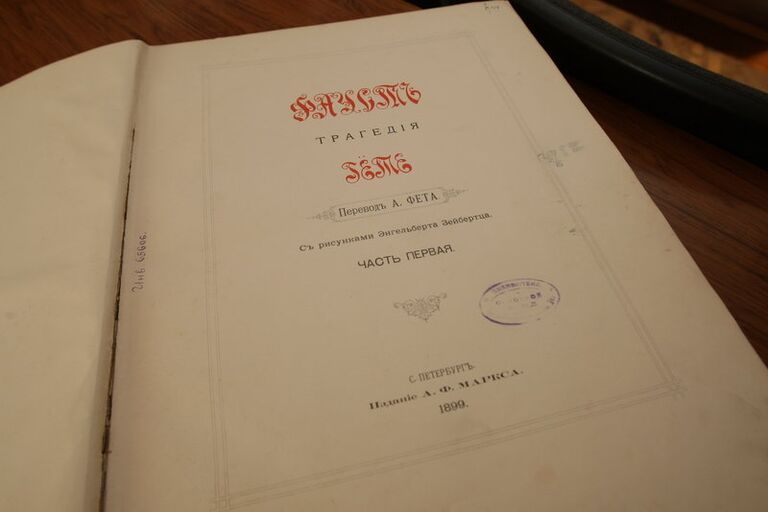 ФАУСТЪ
ТРАГЕДІЯ
ГЁТЕ
Переводъ А. ФЕТА.
Съ рисунками Энгельберта Зейбертца.
ЧАСТЬ ПЕРВАЯ.
С. ПЕТЕРБУРГЪ.
Изданіе А. Ф. МАРКСА.
1899.